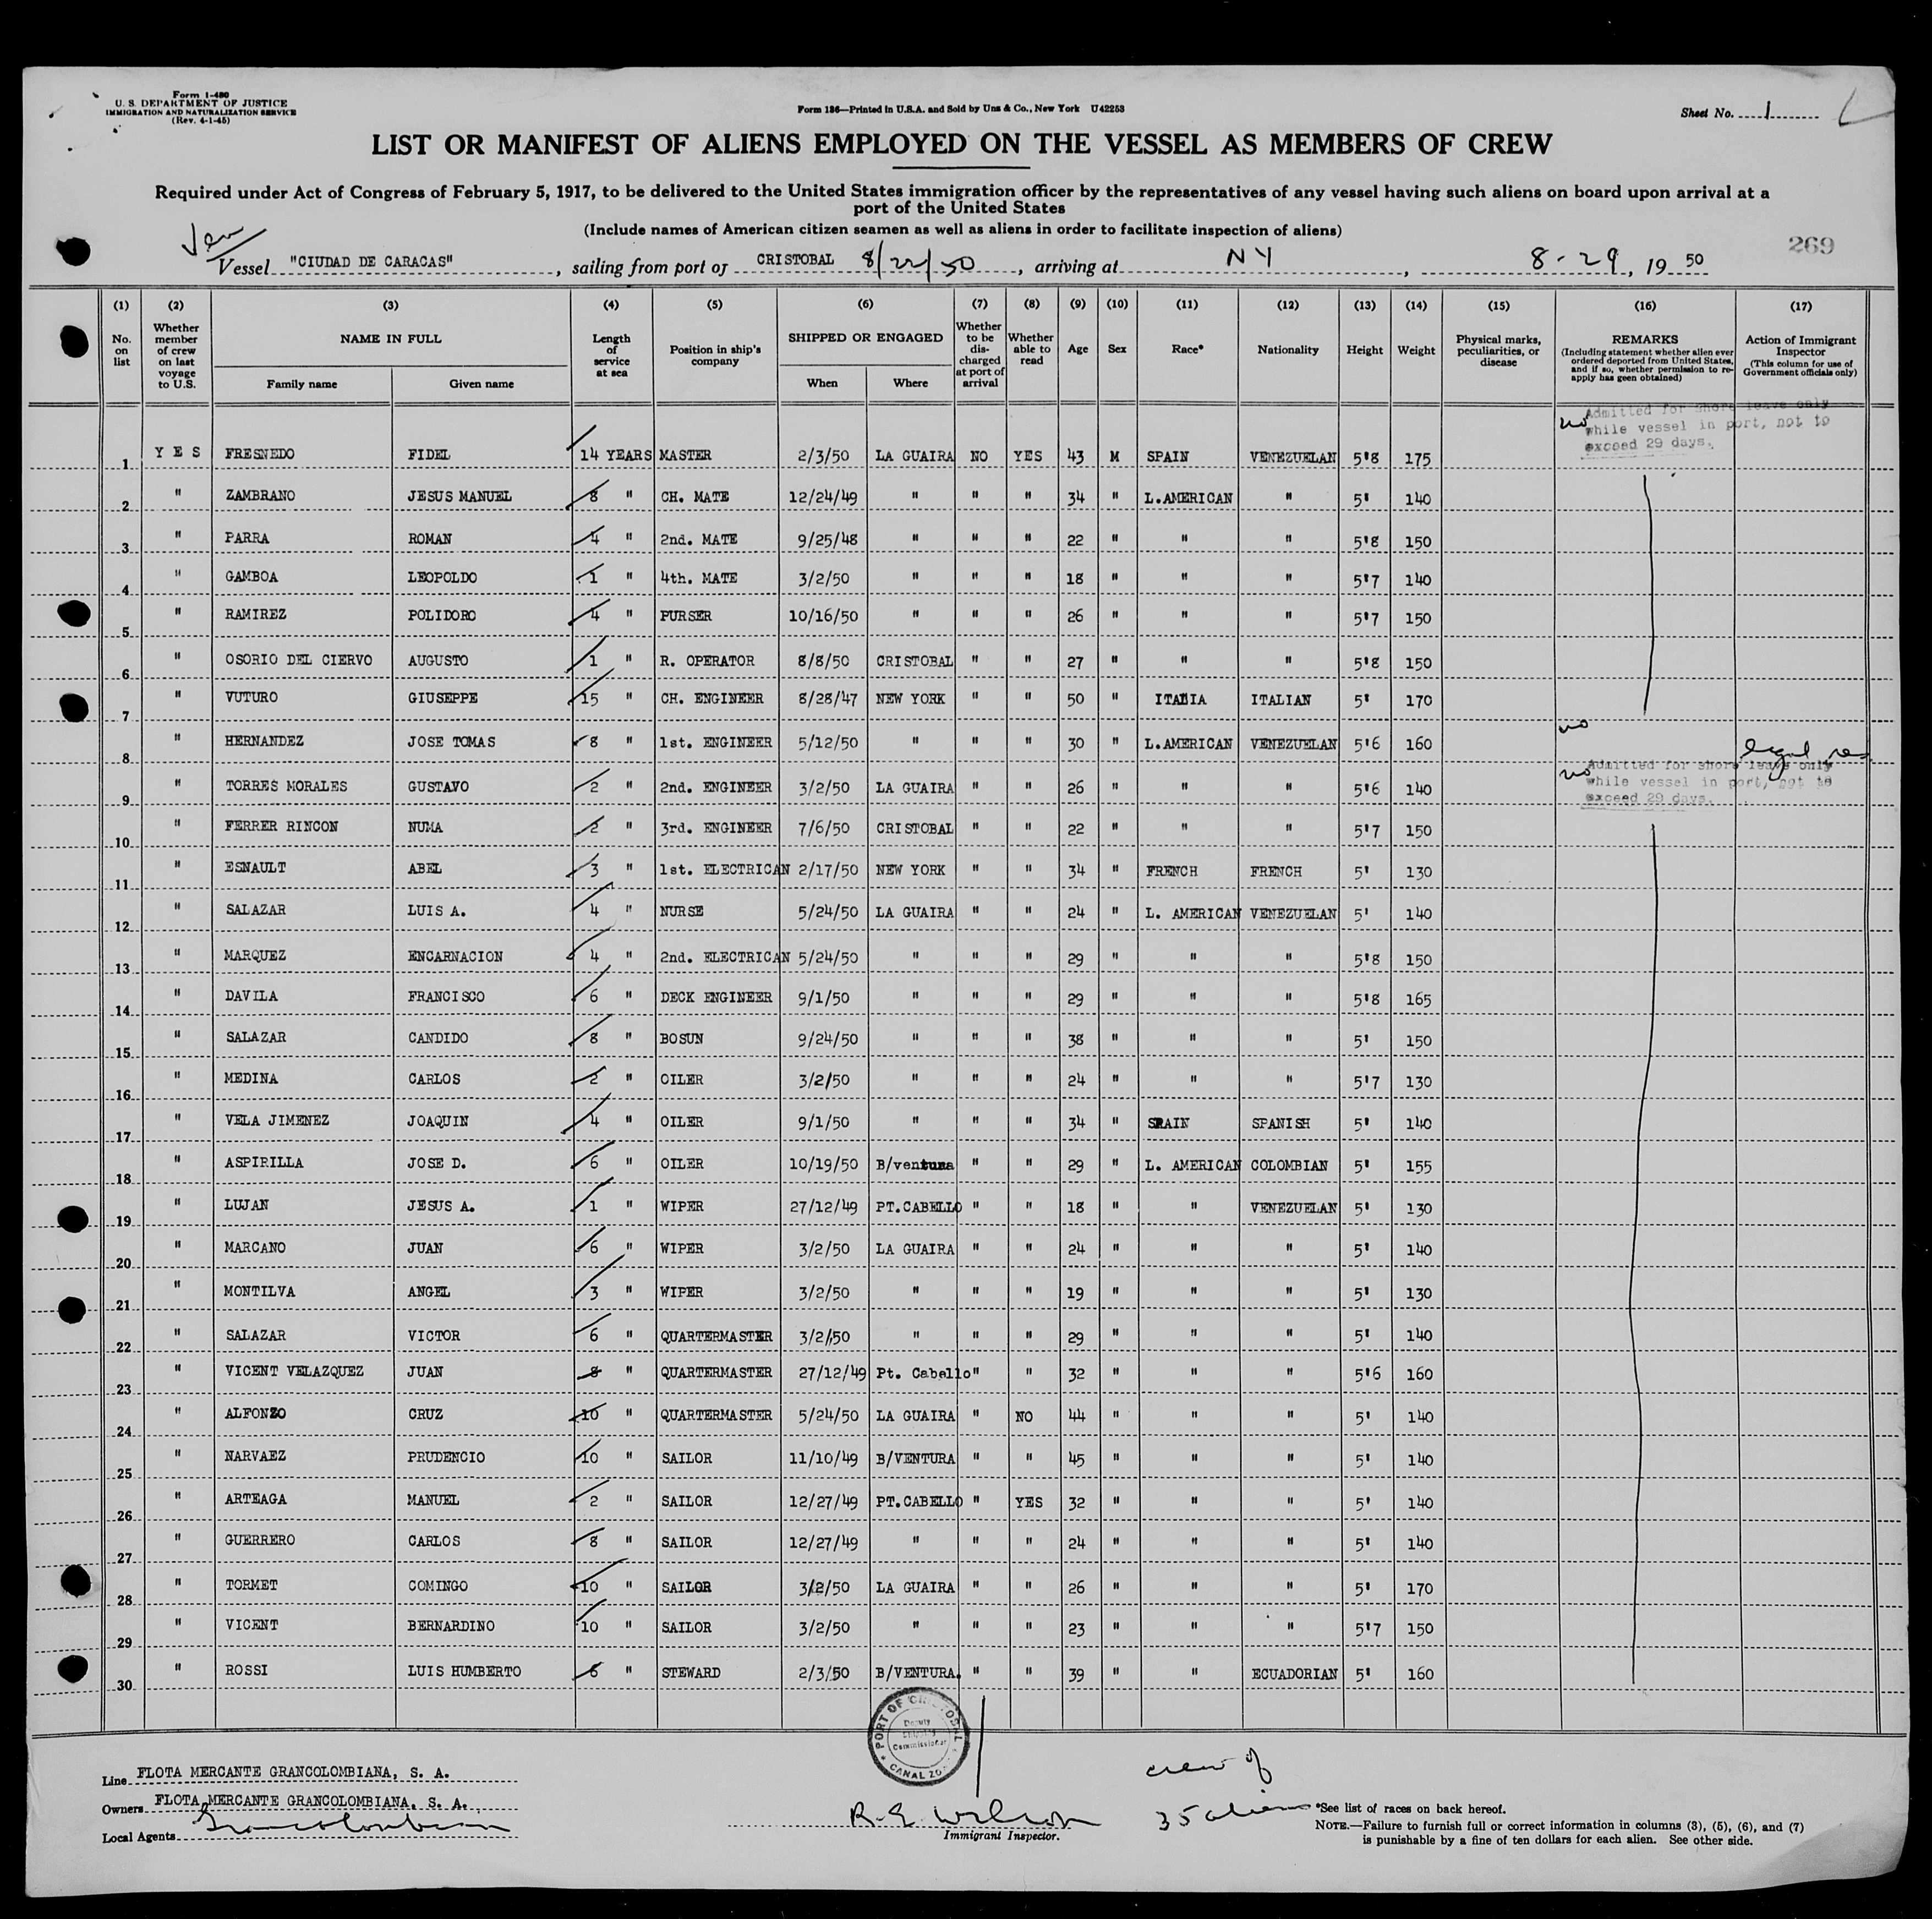 Form I-480
U. S. DEPARTMENT OF JUSTICE
IMMIGRATION AND NATURALIZATION SERVICE
(Rev. 4-1-45)
Form 136—Printed in U.S.A. and Sold by Unz & Co., New York U42253
Sheet No. 1
LIST OR MANIFEST OF ALIENS EMPLOYED ON THE VESSEL AS MEMBERS OF CREW
Required under Act of Congress of February 5, 1917, to be delivered to the United States immigration officer by the representatives of any vessel having such aliens on board upon arrival at a
port of the United States
(Include names of American citizen seamen as well as aliens in order to facilitate inspection of aliens)
269
Ven
Vessel "CIUDAD DE CARACAS", sailing from port of CRISTOBAL 8/22/50, arriving at NY, 8-29, 19 50
(1) (2) (3) (4) (5) (6) (7) (8) (9) (10) (11) (12) (13) (14) (15) (16) (17)
No. on list
Whether member of crew on last voyage to U.S.
NAME IN FULL
Family name
Given name
Length of service at sea
Position in ship's company
SHIPPED OR ENGAGED
When
Where
Whether to be discharged at port of arrival
Whether able to read
Age
Sex
Race*
Nationality
Height
Weight
Physical marks, peculiarities, or disease
REMARKS
(Including statement whether alien ever ordered deported from United States, and if so, whether permission to re-apply has geen obtained)
Action of Immigrant Inspector
(This column for use of Government officials only)
no Admitted for shore leave only
while vessel in port, not to
exceed 29 days.
1 YES FRESNEDO FIDEL 14 YEARS MASTER 2/3/50 LA GUAIRA NO YES 43 M SPAIN VENEZUELAN 5'8 175
2 " ZAMBRANO JESUS MANUEL 8 " CH. MATE 12/24/49 " " " 34 " L.AMERICAN " 5' 140
3 " PARRA ROMAN 4 " 2nd. MATE 9/25/48 " " " 22 " " " 5'8 150
4 " GAMBOA LEOPOLDO 1 " 4th. MATE 3/2/50 " " " 18 " " " 5'7 140
5 " RAMIREZ POLIDORO 4 " PURSER 10/16/50 " " " 26 " " " 5'7 150
6 " OSORIO DEL CIERVO AUGUSTO 1 " R. OPERATOR 8/8/50 CRISTOBAL " " 27 " " " 5'8 150
7 " VUTURO GIUSEPPE 15 " CH. ENGINEER 8/28/47 NEW YORK " " 50 " ITALIA ITALIAN 5' 170
8 " HERNANDEZ JOSE TOMAS 8 " 1st. ENGINEER 5/12/50 " " " 30 " L.AMERICAN VENEZUELAN 5'6 160 no legal res
no Admitted for shore leave only
while vessel in port, not to
exceed 29 days.
9 " TORRES MORALES GUSTAVO 2 " 2nd. ENGINEER 3/2/50 LA GUAIRA " " 26 " " " 5'6 140
10 " FERRER RINCON NUMA 2 " 3rd. ENGINEER 7/6/50 CRISTOBAL " " 22 " " " 5'7 150
11 " ESNAULT ABEL 3 " 1st. ELECTRICAN 2/17/50 NEW YORK " " 34 " FRENCH FRENCH 5' 130
12 " SALAZAR LUIS A. 4 " NURSE 5/24/50 LA GUAIRA " " 24 " L. AMERICAN VENEZUELAN 5' 140
13 " MARQUEZ ENCARNACION 4 " 2nd. ELECTRICAN 5/24/50 " " " 29 " " " 5'8 150
14 " DAVILA FRANCISCO 6 " DECK ENGINEER 9/1/50 " " " 29 " " " 5'8 165
15 " SALAZAR CANDIDO 8 " BOSUN 9/24/50 " " " 38 " " " 5' 150
16 " MEDINA CARLOS 2 " OILER 3/2/50 " " " 24 " " " 5'7 130
17 " VELA JIMENEZ JOAQUIN 4 " OILER 9/1/50 " " " 34 " SPAIN SPANISH 5' 140
18 " ASPIRILLA JOSE D. 6 " OILER 10/19/50 B/ventura " " 29 " L. AMERICAN COLOMBIAN 5' 155
19 " LUJAN JESUS A. 1 " WIPER 27/12/49 PT.CABELLO " " 18 " " VENEZUELAN 5' 130
20 " MARCANO JUAN 6 " WIPER 3/2/50 LA GUAIRA " " 24 " " " 5' 140
21 " MONTILVA ANGEL 3 " WIPER 3/2/50 " " " 19 " " " 5' 130
22 " SALAZAR VICTOR 6 " QUARTERMASTER 3/2/50 " " " 29 " " " 5' 140
23 " VICENT VELAZQUEZ JUAN 8 " QUARTERMASTER 27/12/49 Pt. Cabello " " 32 " " " 5'6 160
24 " ALFONZO CRUZ 10 " QUARTERMASTER 5/24/50 LA GUAIRA " NO 44 " " " 5' 140
25 " NARVAEZ PRUDENCIO 10 " SAILOR 11/10/49 B/VENTURA " " 45 " " " 5' 140
26 " ARTEAGA MANUEL 2 " SAILOR 12/27/49 PT.CABELLO " YES 32 " " " 5' 140
27 " GUERRERO CARLOS 8 " SAILOR 12/27/49 " " " 24 " " " 5' 140
28 " TORMET COMINGO 10 " SAILOR 3/2/50 LA GUAIRA " " 26 " " " 5' 170
29 " VICENT BERNARDINO 10 " SAILOR 3/2/50 " " " 23 " " " 5'7 150
30 " ROSSI LUIS HUMBERTO 6 " STEWARD 2/3/50 B/VENTURA. " " 39 " " ECUADORIAN 5' 160
PORT OF CRISTOBAL
Deputy
Shipping
Commissioner
CANAL ZONE
Line FLOTA MERCANTE GRANCOLOMBIANA, S. A.
Owners FLOTA MERCANTE GRANCOLOMBIANA, S. A.
Local Agents Grancolombian
R. E. Wilson
Immigrant Inspector.
crew of
35 aliens
*See list of races on back hereof.
NOTE.—Failure to furnish full or correct information in columns (3), (5), (6), and (7)
is punishable by a fine of ten dollars for each alien. See other side.